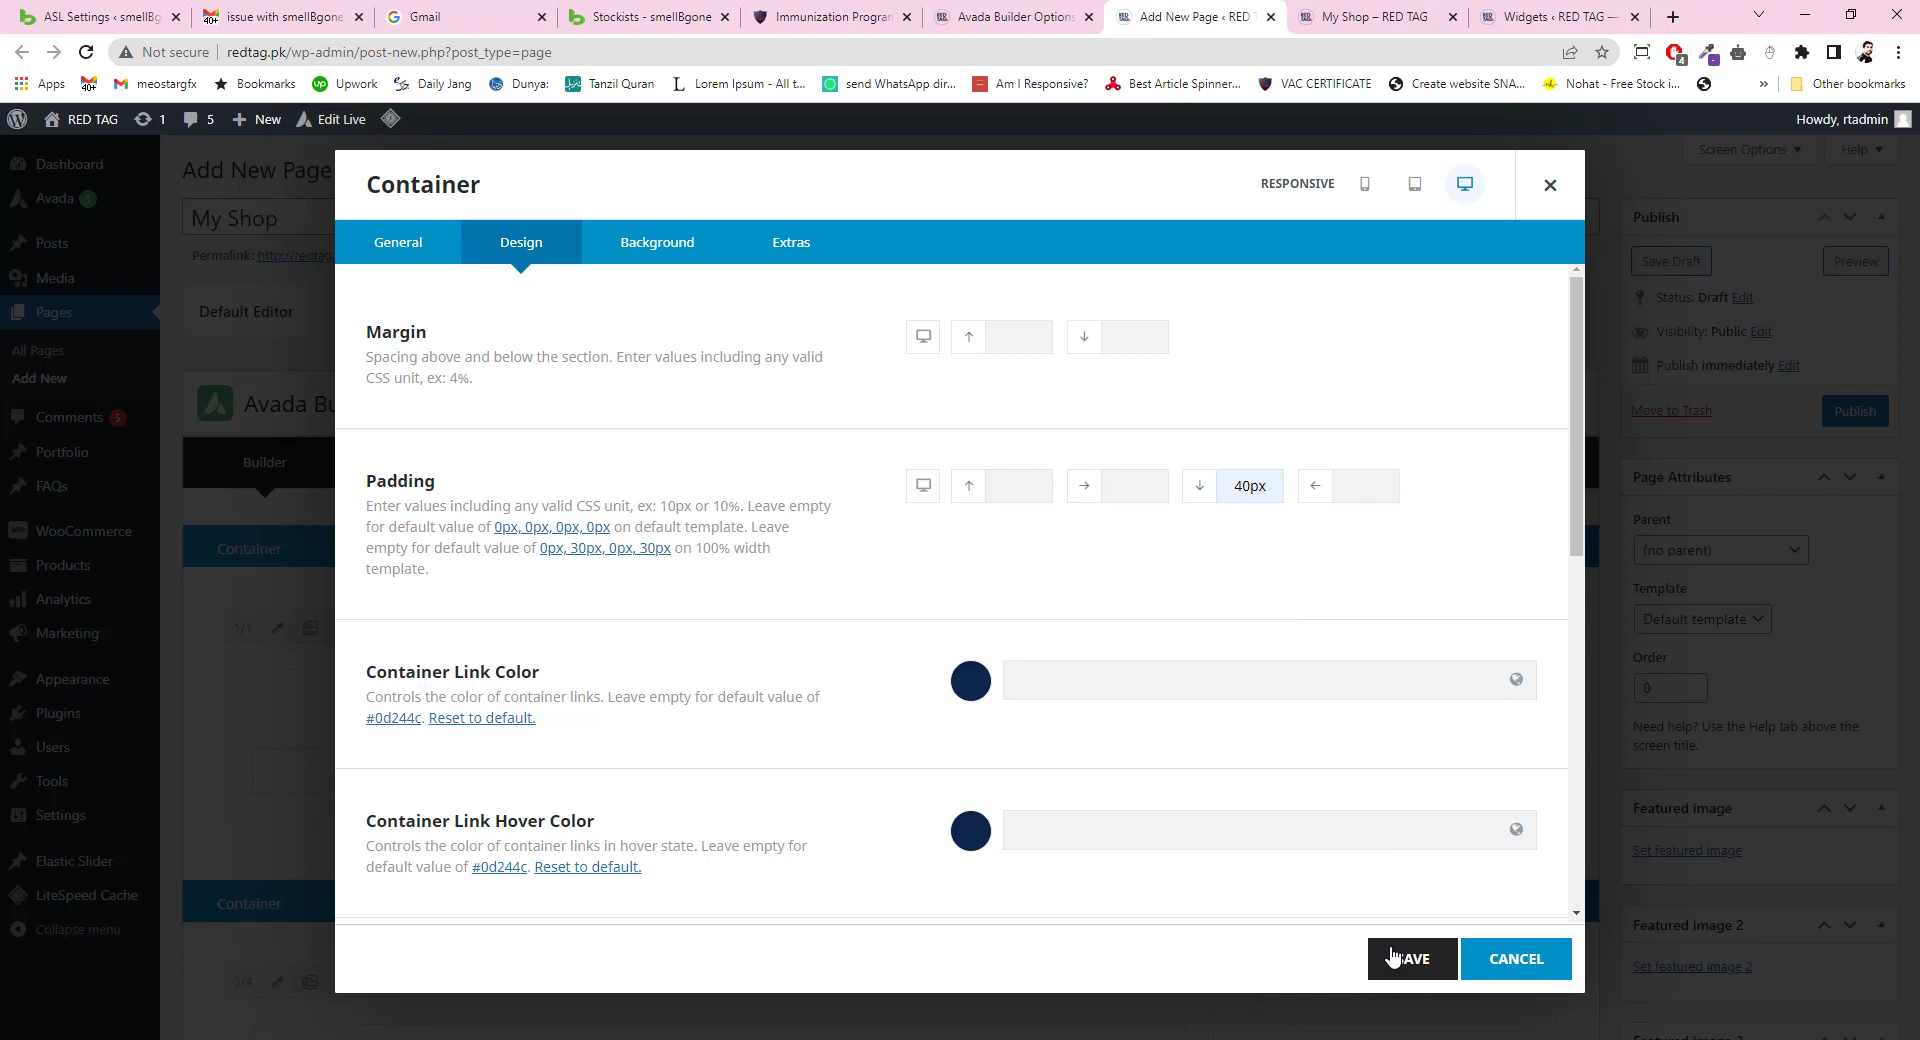 ASL Settings ‹ smellBg
issue with smellBgone
Gmail
Stockists - smellBgone
Immunization Program
Avada Builder Options
Add New Page ‹ RED T
My Shop – RED TAG
Widgets ‹ RED TAG —
Not secure
redtag.pk/wp-admin/post-new.php?post_type=page
Apps
meostargfx
Bookmarks
Upwork
Daily Jang
Dunya:
Tanzil Quran
Lorem Ipsum - All t...
send WhatsApp dir...
Am I Responsive?
Best Article Spinner...
VAC CERTIFICATE
Create website SNA...
Nohat - Free Stock i...
»
Other bookmarks
RED TAG
1
5
New
Edit Live
Howdy, rtadmin
Dashboard
Avada 1
Posts
Media
Pages
All Pages
Add New
Comments 5
Portfolio
FAQs
WooCommerce
Products
Analytics
Marketing
Appearance
Plugins
Users
Tools
Settings
Elastic Slider
LiteSpeed Cache
Collapse menu
Add New Page
My Shop
Permalink: http://redtag
Default Editor
Avada Bu
Builder
Container
1/1
Container
3/4
Container
RESPONSIVE
General
Design
Background
Extras
Margin
Spacing above and below the section. Enter values including any valid
CSS unit, ex: 4%.
Padding
Enter values including any valid CSS unit, ex: 10px or 10%. Leave empty
for default value of 0px, 0px, 0px, 0px on default template. Leave
empty for default value of 0px, 30px, 0px, 30px on 100% width
template.
40px
Container Link Color
Controls the color of container links. Leave empty for default value of
#0d244c. Reset to default.
Container Link Hover Color
Controls the color of container links in hover state. Leave empty for
default value of #0d244c. Reset to default.
SAVE
CANCEL
Screen Options
Help
Publish
Save Draft
Preview
Status: Draft Edit
Visibility: Public Edit
Publish immediately Edit
Move to Trash
Publish
Page Attributes
Parent
(no parent)
Template
Default template
Order
0
Need help? Use the Help tab above the
screen title.
Featured image
Set featured image
Featured image 2
Set featured image 2